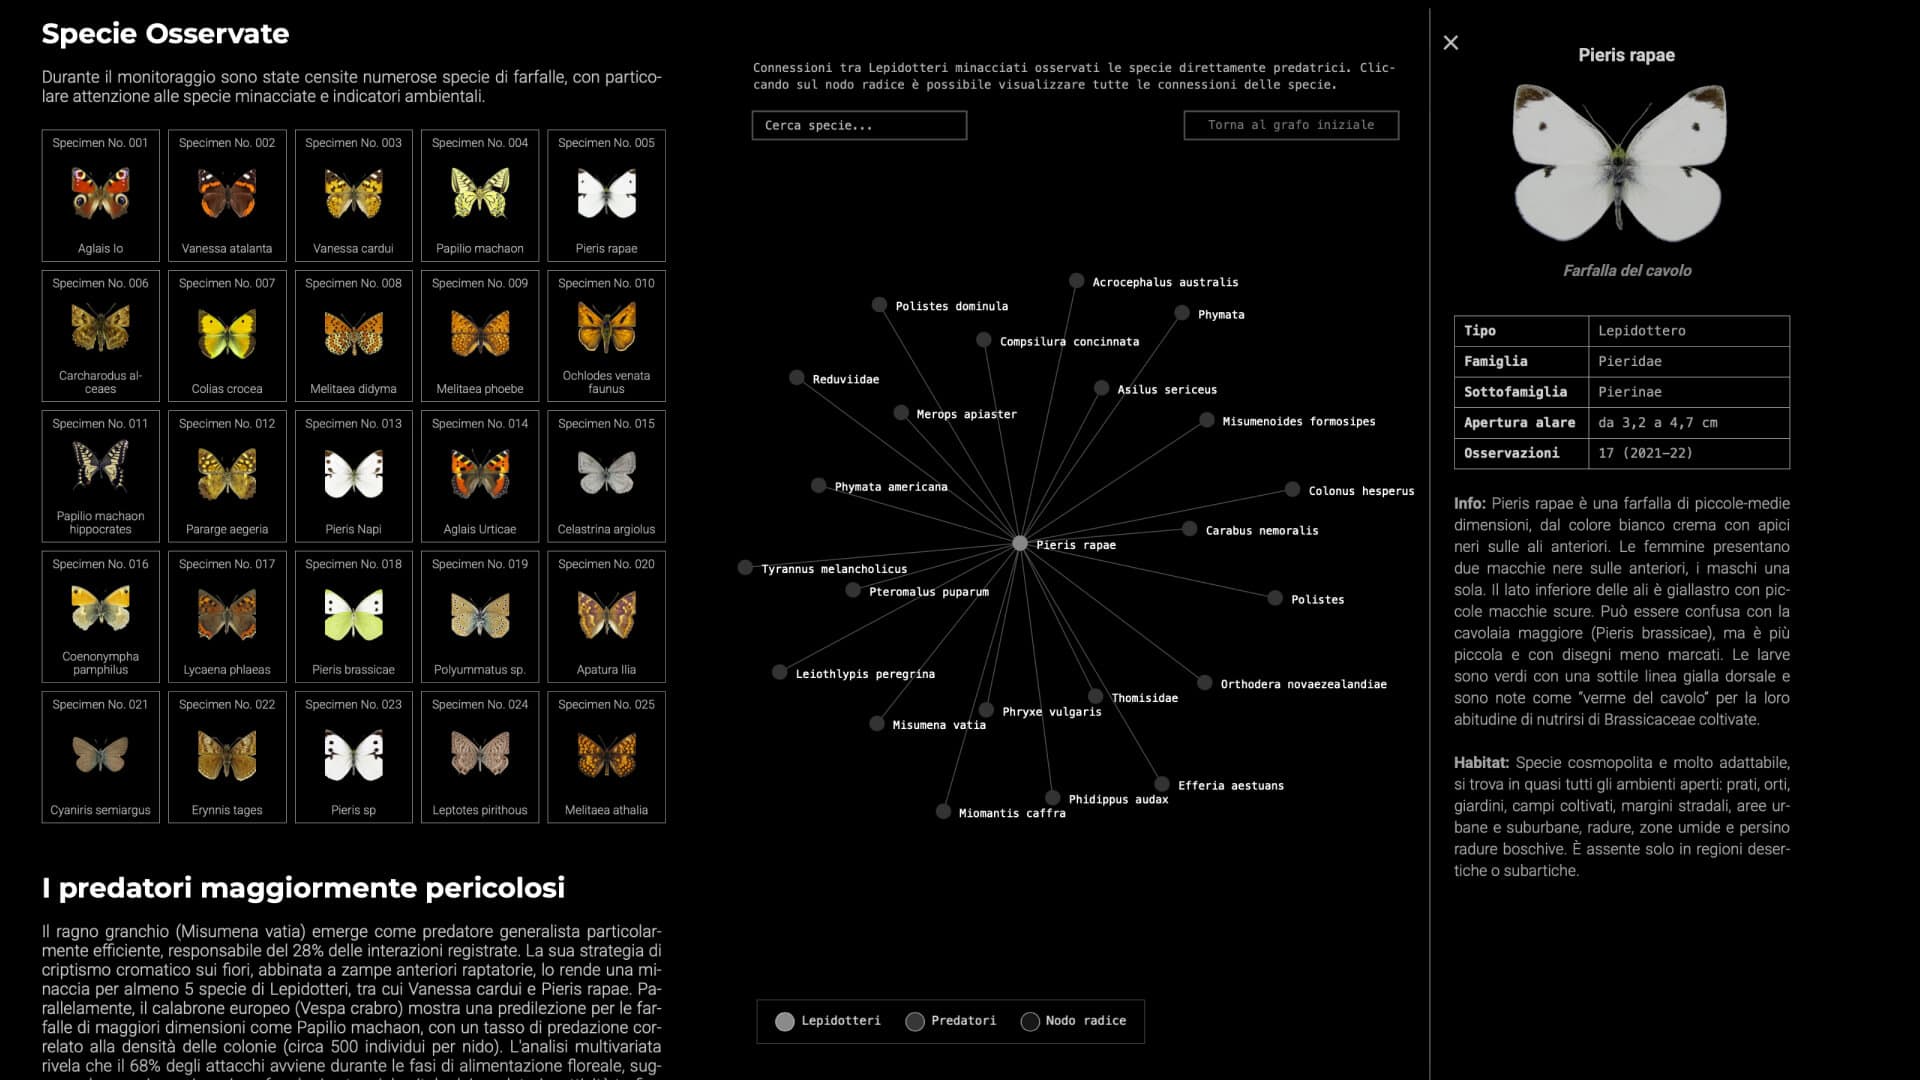 Specie Osservate
Durante il monitoraggio sono state censite numerose specie di farfalle, con partico-
lare attenzione alle specie minacciate e indicatori ambientali.
Specimen No. 001
Aglais Io
Specimen No. 002
Vanessa atalanta
Specimen No. 003
Vanessa cardui
Specimen No. 004
Papilio machaon
Specimen No. 005
Pieris rapae
Specimen No. 006
Carcharodus al-
ceaes
Specimen No. 007
Colias crocea
Specimen No. 008
Melitaea didyma
Specimen No. 009
Melitaea phoebe
Specimen No. 010
Ochlodes venata
faunus
Specimen No. 011
Papilio machaon
hippocrates
Specimen No. 012
Pararge aegeria
Specimen No. 013
Pieris Napi
Specimen No. 014
Aglais Urticae
Specimen No. 015
Celastrina argiolus
Specimen No. 016
Coenonympha
pamphilus
Specimen No. 017
Lycaena phlaeas
Specimen No. 018
Pieris brassicae
Specimen No. 019
Polyummatus sp.
Specimen No. 020
Apatura Ilia
Specimen No. 021
Cyaniris semiargus
Specimen No. 022
Erynnis tages
Specimen No. 023
Pieris sp
Specimen No. 024
Leptotes pirithous
Specimen No. 025
Melitaea athalia
I predatori maggiormente pericolosi
Il ragno granchio (Misumena vatia) emerge come predatore generalista particolar-
mente efficiente, responsabile del 28% delle interazioni registrate. La sua strategia di
criptismo cromatico sui fiori, abbinata a zampe anteriori raptatorie, lo rende una mi-
naccia per almeno 5 specie di Lepidotteri, tra cui Vanessa cardui e Pieris rapae. Pa-
rallelamente, il calabrone europeo (Vespa crabro) mostra una predilezione per le far-
falle di maggiori dimensioni come Papilio machaon, con un tasso di predazione cor-
relato alla densità delle colonie (circa 500 individui per nido). L'analisi multivariata
rivela che il 68% degli attacchi avviene durante le fasi di alimentazione floreale, sug-
Connessioni tra Lepidotteri minacciati osservati le specie direttamente predatrici. Clic-
cando sul nodo radice è possibile visualizzare tutte le connessioni delle specie.
Cerca specie...
Torna al grafo iniziale
Acrocephalus australis
Polistes dominula
Phymata
Compsilura concinnata
Reduviidae
Asilus sericeus
Merops apiaster
Misumenoides formosipes
Phymata americana
Colonus hesperus
Carabus nemoralis
Pieris rapae
Tyrannus melancholicus
Pteromalus puparum
Polistes
Leiothlypis peregrina
Orthodera novaezealandiae
Thomisidae
Phryxe vulgaris
Misumena vatia
Efferia aestuans
Phidippus audax
Miomantis caffra
Lepidotteri
Predatori
Nodo radice
Pieris rapae
Farfalla del cavolo
Tipo Lepidottero
Famiglia Pieridae
Sottofamiglia Pierinae
Apertura alare da 3,2 a 4,7 cm
Osservazioni 17 (2021–22)
Info: Pieris rapae è una farfalla di piccole-medie
dimensioni, dal colore bianco crema con apici
neri sulle ali anteriori. Le femmine presentano
due macchie nere sulle anteriori, i maschi una
sola. Il lato inferiore delle ali è giallastro con pic-
cole macchie scure. Può essere confusa con la
cavolaia maggiore (Pieris brassicae), ma è più
piccola e con disegni meno marcati. Le larve
sono verdi con una sottile linea gialla dorsale e
sono note come “verme del cavolo” per la loro
abitudine di nutrirsi di Brassicaceae coltivate.
Habitat: Specie cosmopolita e molto adattabile,
si trova in quasi tutti gli ambienti aperti: prati, orti,
giardini, campi coltivati, margini stradali, aree ur-
bane e suburbane, radure, zone umide e persino
radure boschive. È assente solo in regioni deser-
tiche o subartiche.